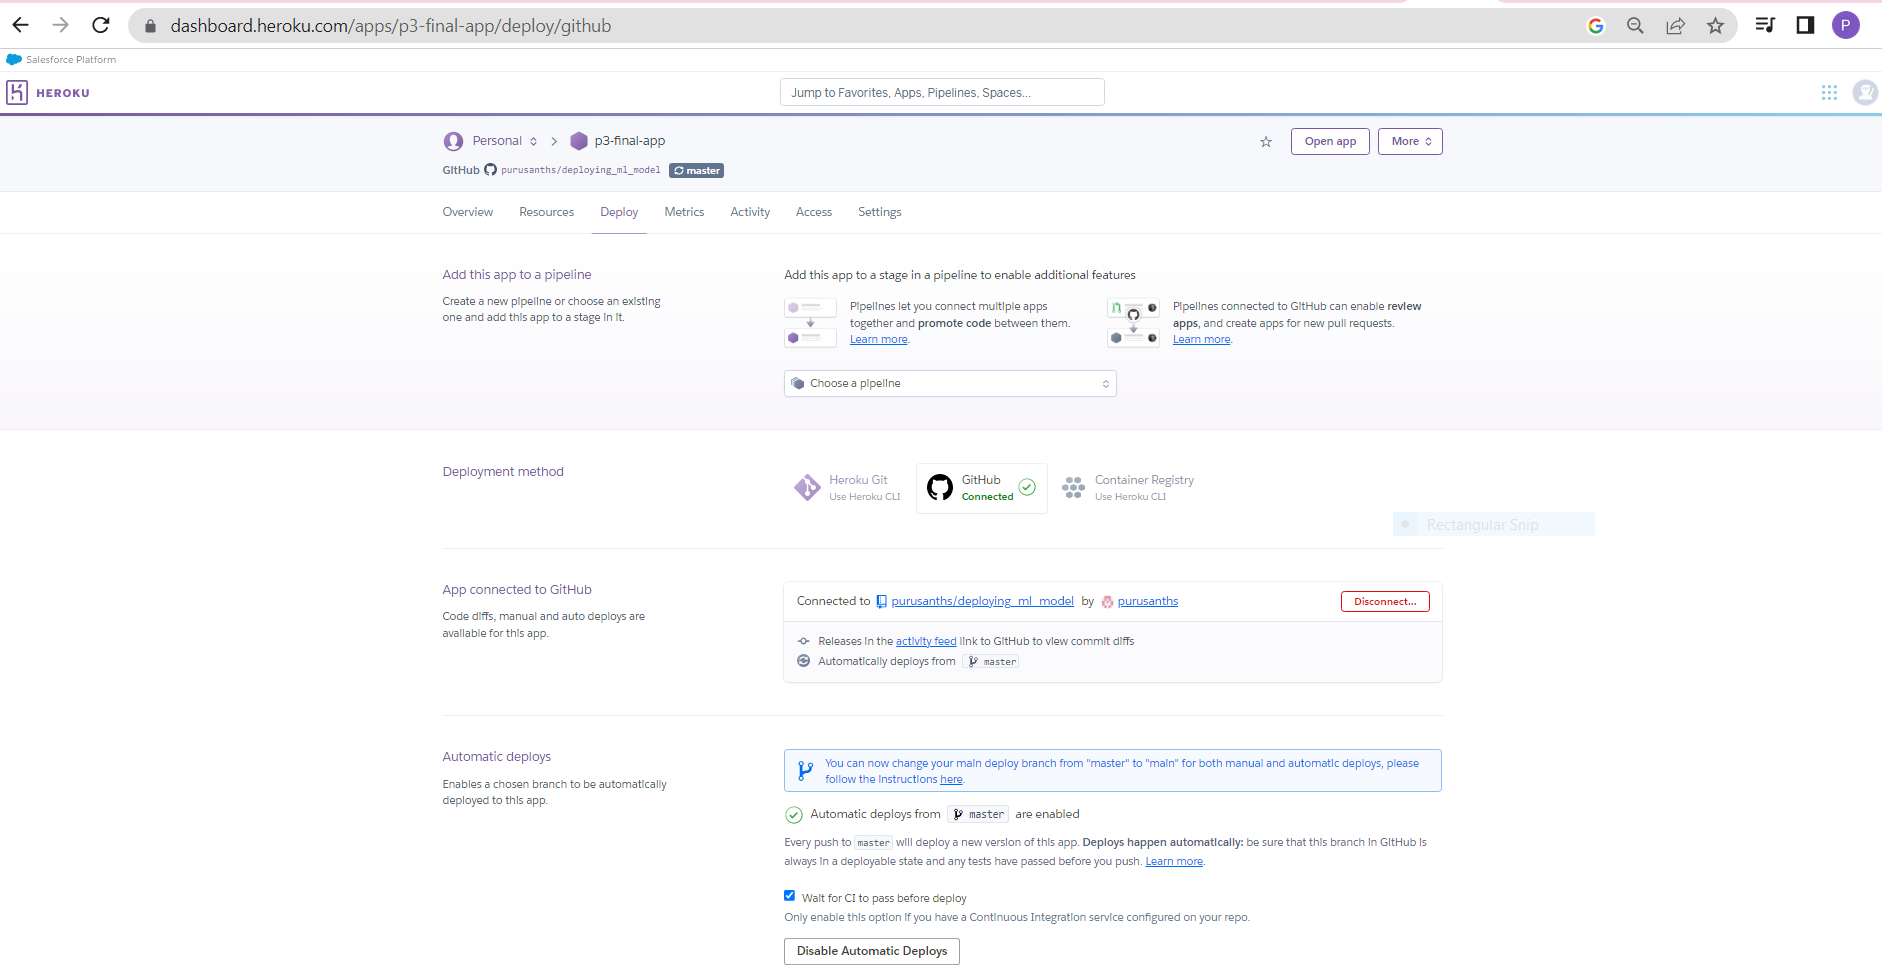 dashboard.heroku.com/apps/p3-final-app/deploy/github
P
Salesforce Platform
HEROKU
Jump to Favorites, Apps, Pipelines, Spaces...
Personal
p3-final-app
Open app
More
GitHub purusanths/deploying_ml_model master
Overview Resources Deploy Metrics Activity Access Settings
Add this app to a pipeline
Create a new pipeline or choose an existing
one and add this app to a stage in it.
Add this app to a stage in a pipeline to enable additional features
Pipelines let you connect multiple apps
together and promote code between them.
Learn more.
Pipelines connected to GitHub can enable review
apps, and create apps for new pull requests.
Learn more.
Choose a pipeline
Deployment method
Heroku Git
Use Heroku CLI
GitHub
Connected
Container Registry
Use Heroku CLI
Rectangular Snip
App connected to GitHub
Code diffs, manual and auto deploys are
available for this app.
Connected to purusanths/deploying_ml_model by purusanths
Disconnect...
Releases in the activity feed link to GitHub to view commit diffs
Automatically deploys from master
Automatic deploys
Enables a chosen branch to be automatically
deployed to this app.
You can now change your main deploy branch from "master" to "main" for both manual and automatic deploys, please
follow the instructions here.
Automatic deploys from master are enabled
Every push to master will deploy a new version of this app. Deploys happen automatically: be sure that this branch in GitHub is
always in a deployable state and any tests have passed before you push. Learn more.
Wait for CI to pass before deploy
Only enable this option if you have a Continuous Integration service configured on your repo.
Disable Automatic Deploys